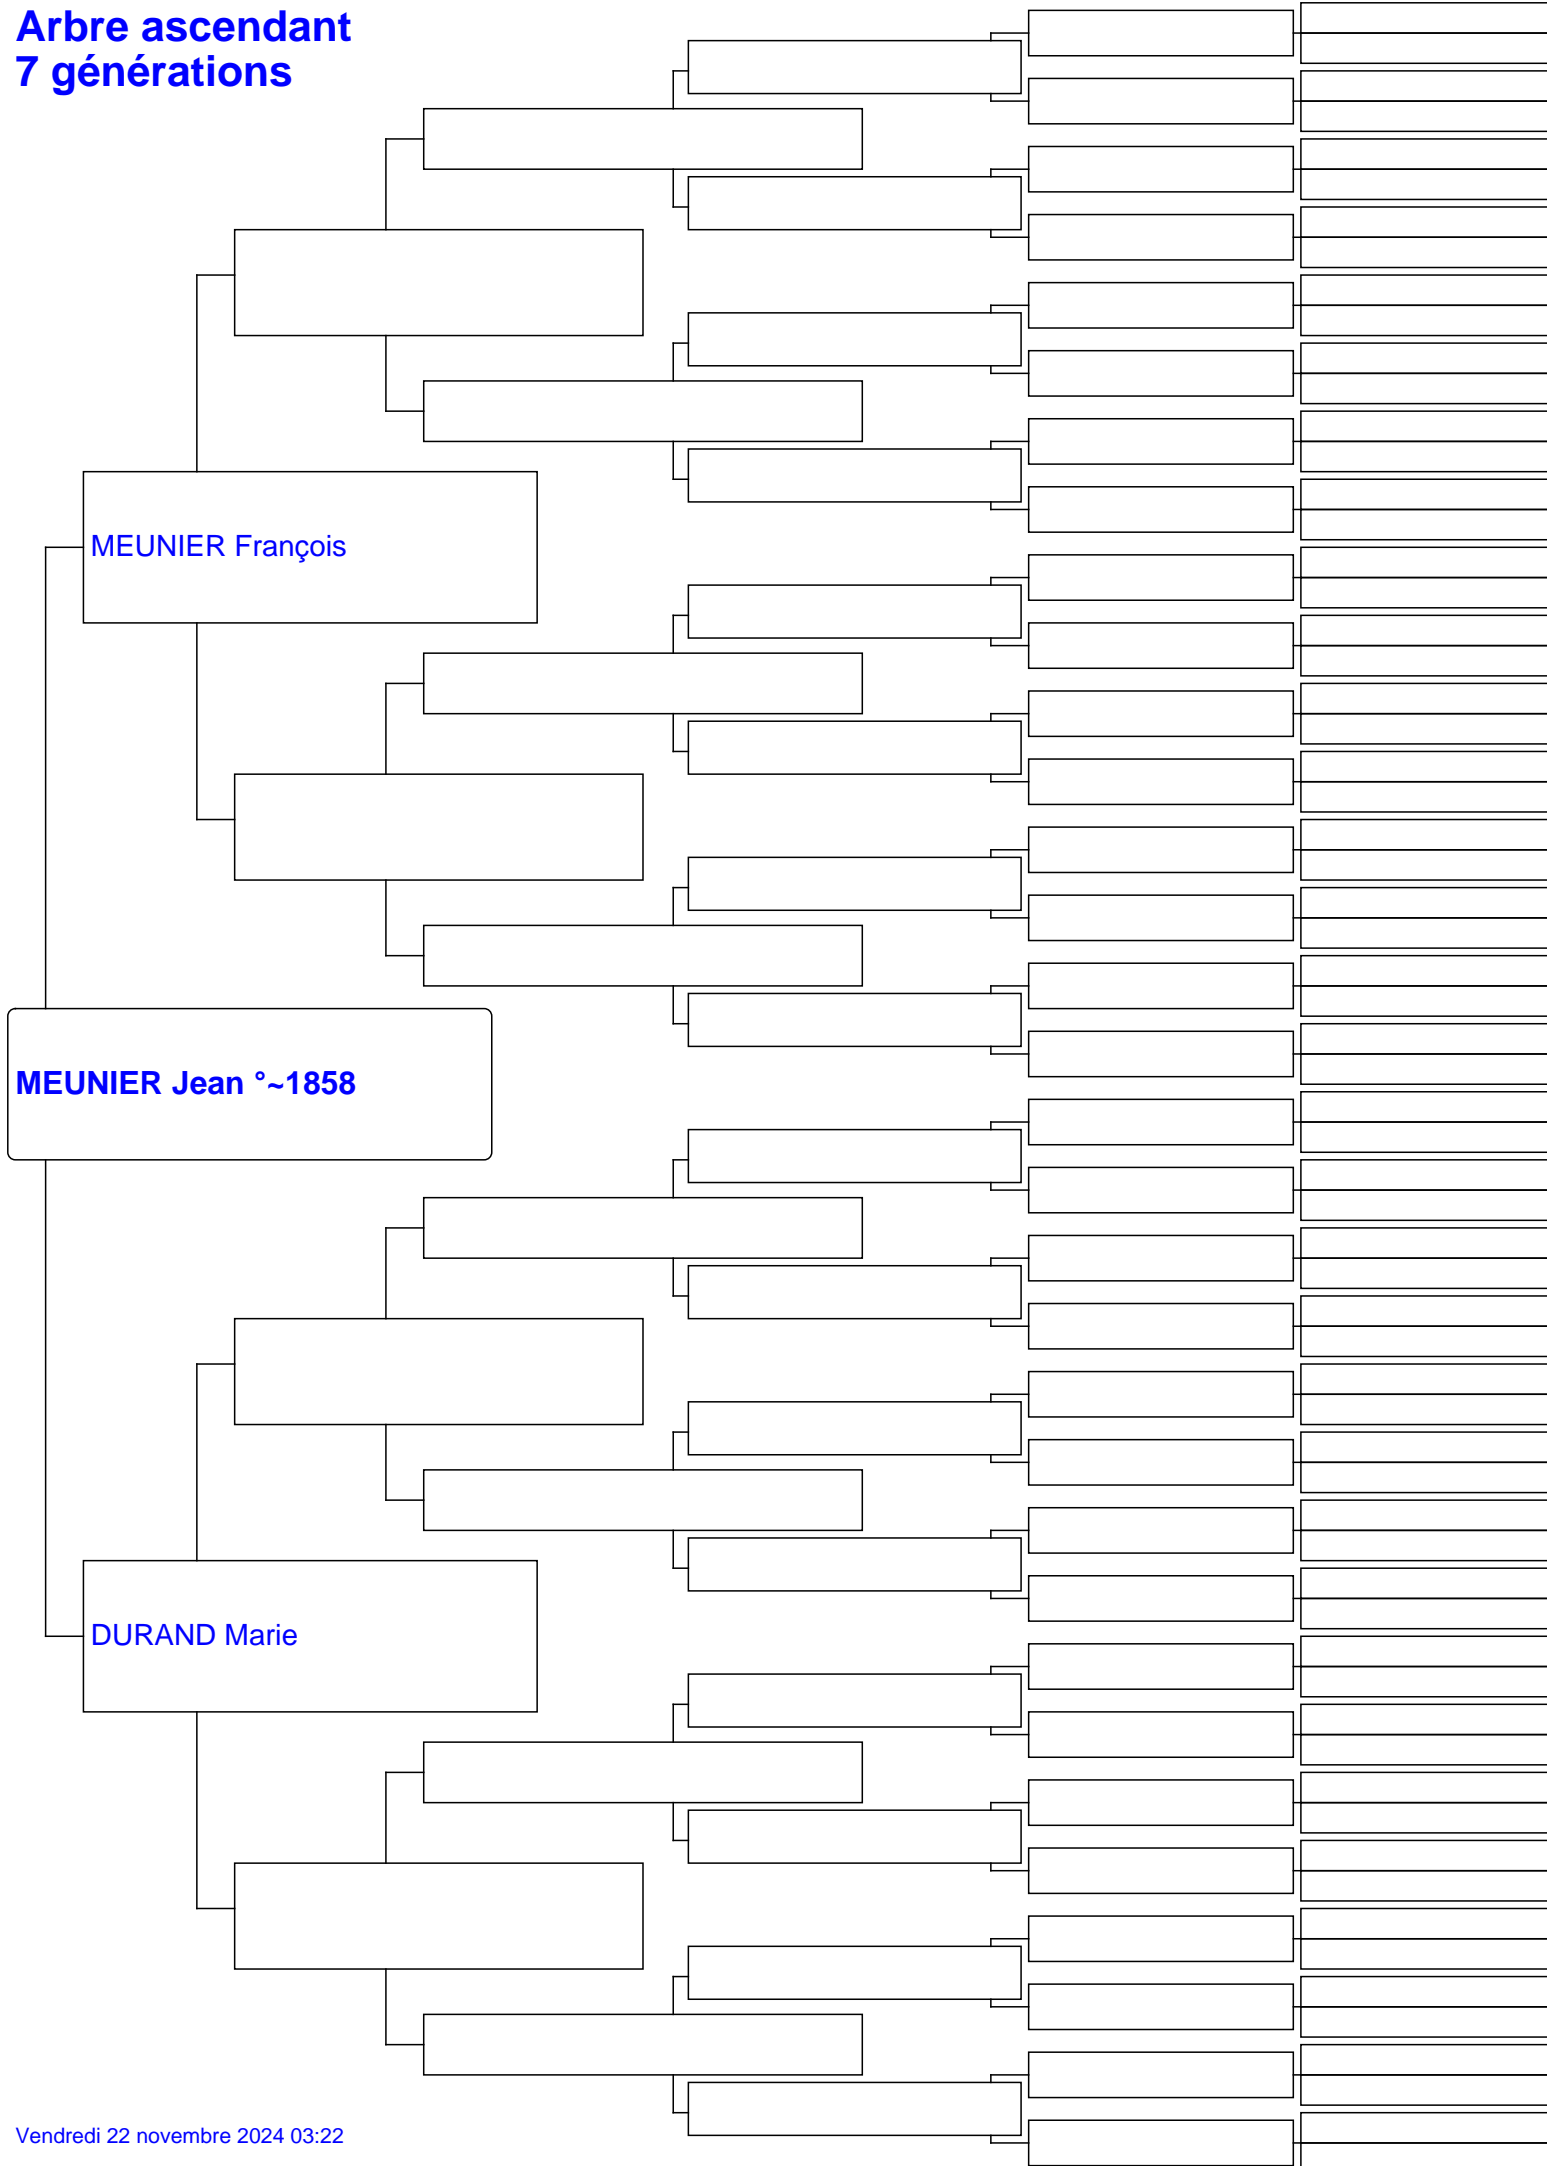 Arbre ascendant
7 générations
MEUNIER François
MEUNIER Jean °~1858
DURAND Marie
Vendredi 22 novembre 2024 03:22